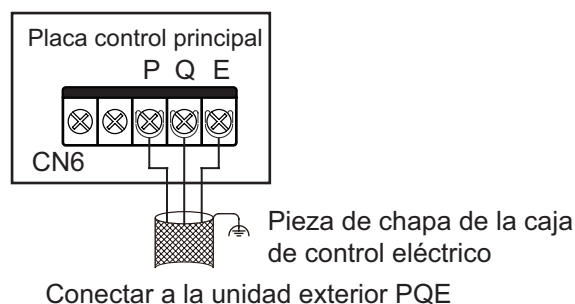 Placa control principal
P Q E
CN6
Pieza de chapa de la caja
de control eléctrico
Conectar a la unidad exterior PQE